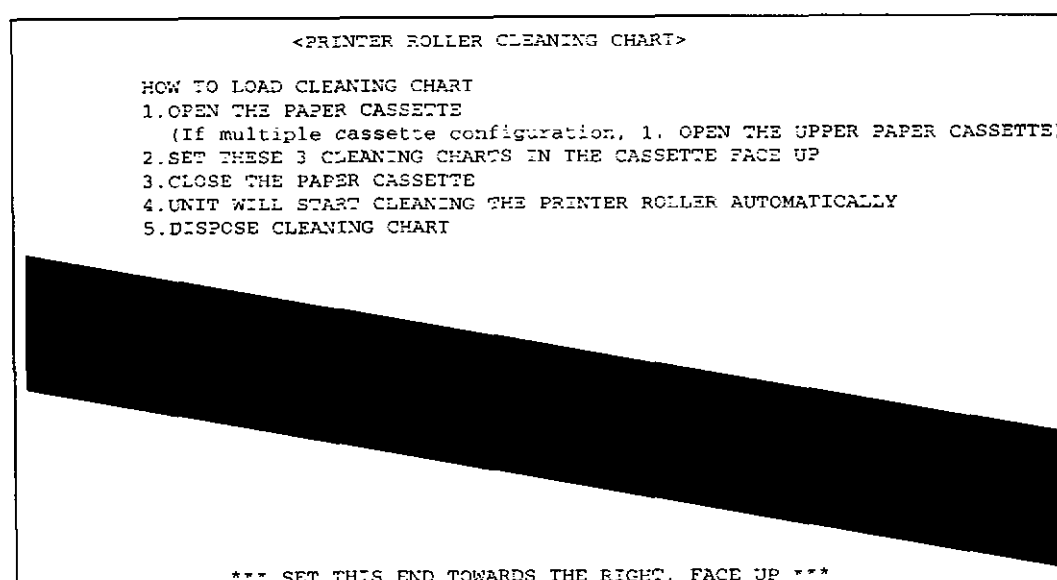 <PRINTER ROLLER CLEANING CHART>
HOW TO LOAD CLEANING CHART
1.OPEN THE PAPER CASSETTE
(If multiple cassette configuration, 1. OPEN THE UPPER PAPER CASSETTE)
2.SET THESE 3 CLEANING CHARTS IN THE CASSETTE FACE UP
3.CLOSE THE PAPER CASSETTE
4.UNIT WILL START CLEANING THE PRINTER ROLLER AUTOMATICALLY
5.DISPOSE CLEANING CHART
*** SET THIS END TOWARDS THE RIGHT, FACE UP ***